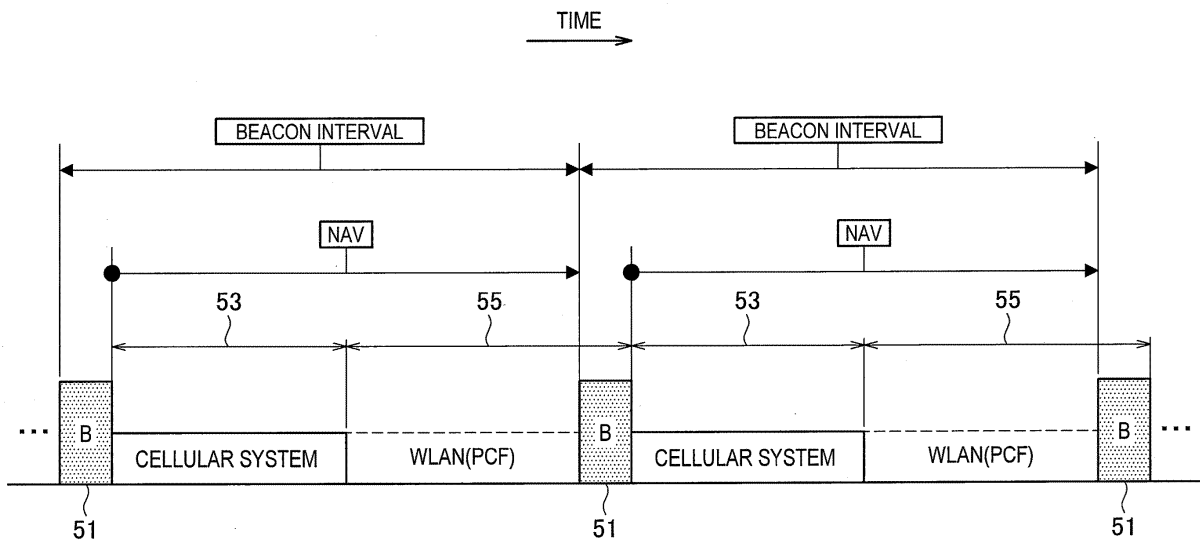 TIME
BEACON INTERVAL BEACON INTERVAL
NAV NAV
53 55 53 55
... B CELLULAR SYSTEM WLAN(PCF) B CELLULAR SYSTEM WLAN(PCF) B ...
51 51 51